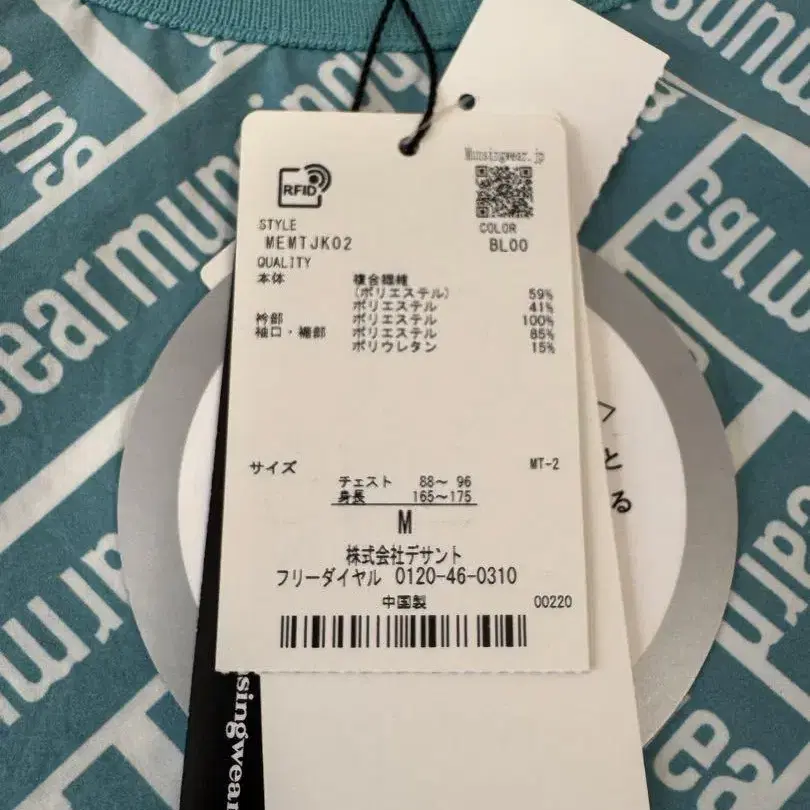 Munsingwear.jp
RFID
STYLE
MEMTJK02
COLOR
BL00
QUALITY
本体 複合繊維
(ポリエステル) 59%
ポリエステル 41%
衿部 ポリエステル 100%
袖口・裾部 ポリエステル 85%
ポリウレタン 15%
サイズ MT-2
チェスト 88~ 96
身長 165~175
M
株式会社デサント
フリーダイヤル 0120-46-0310
中国製 00220
とる
singwear
earmunsingw